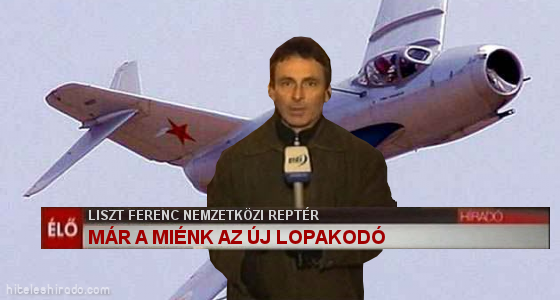 LISZT FERENC NEMZETKÖZI REPTÉR
HÍRADÓ
ÉLŐ
MÁR A MIÉNK AZ ÚJ LOPAKODÓ
hiteleshirado.com